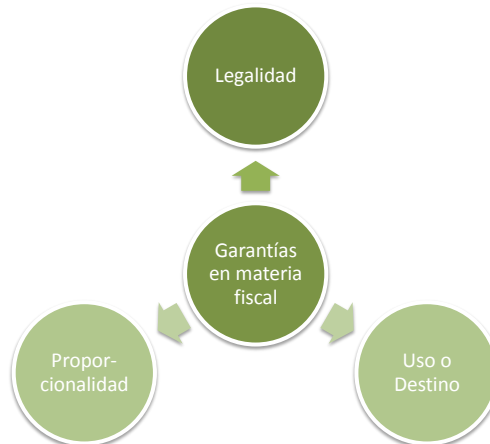 Legalidad
Garantías
en materia
fiscal
Propor-
cionalidad
Uso o
Destino